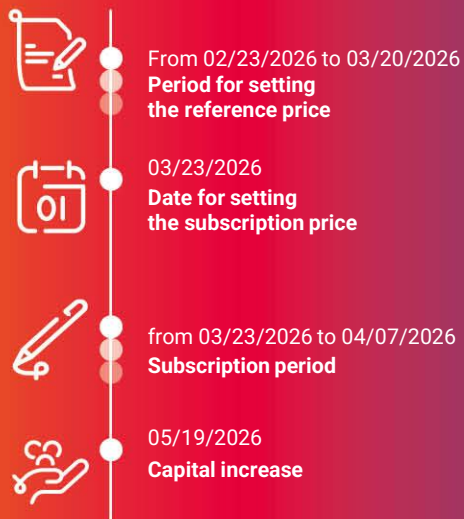 From 02/23/2026 to 03/20/2026
Period for setting
the reference price
03/23/2026
01
Date for setting
the subscription price
from 03/23/2026 to 04/07/2026
Subscription period
05/19/2026
Capital increase